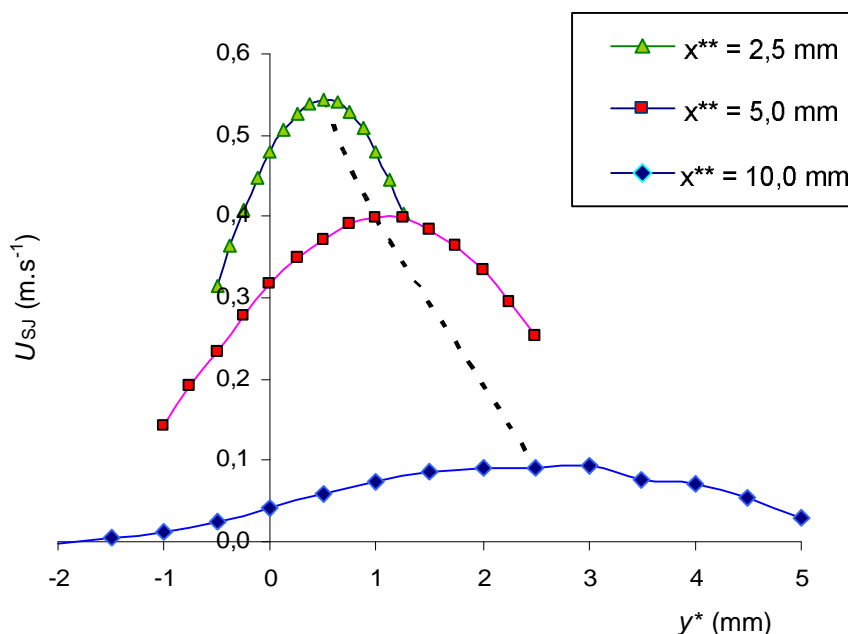 x** = 2,5 mm
x** = 5,0 mm
x** = 10,0 mm
U_SJ (m.s⁻¹)
0,6
0,5
0,4
0,3
0,2
0,1
0,0
-2 -1 0 1 2 3 4 5
y* (mm)